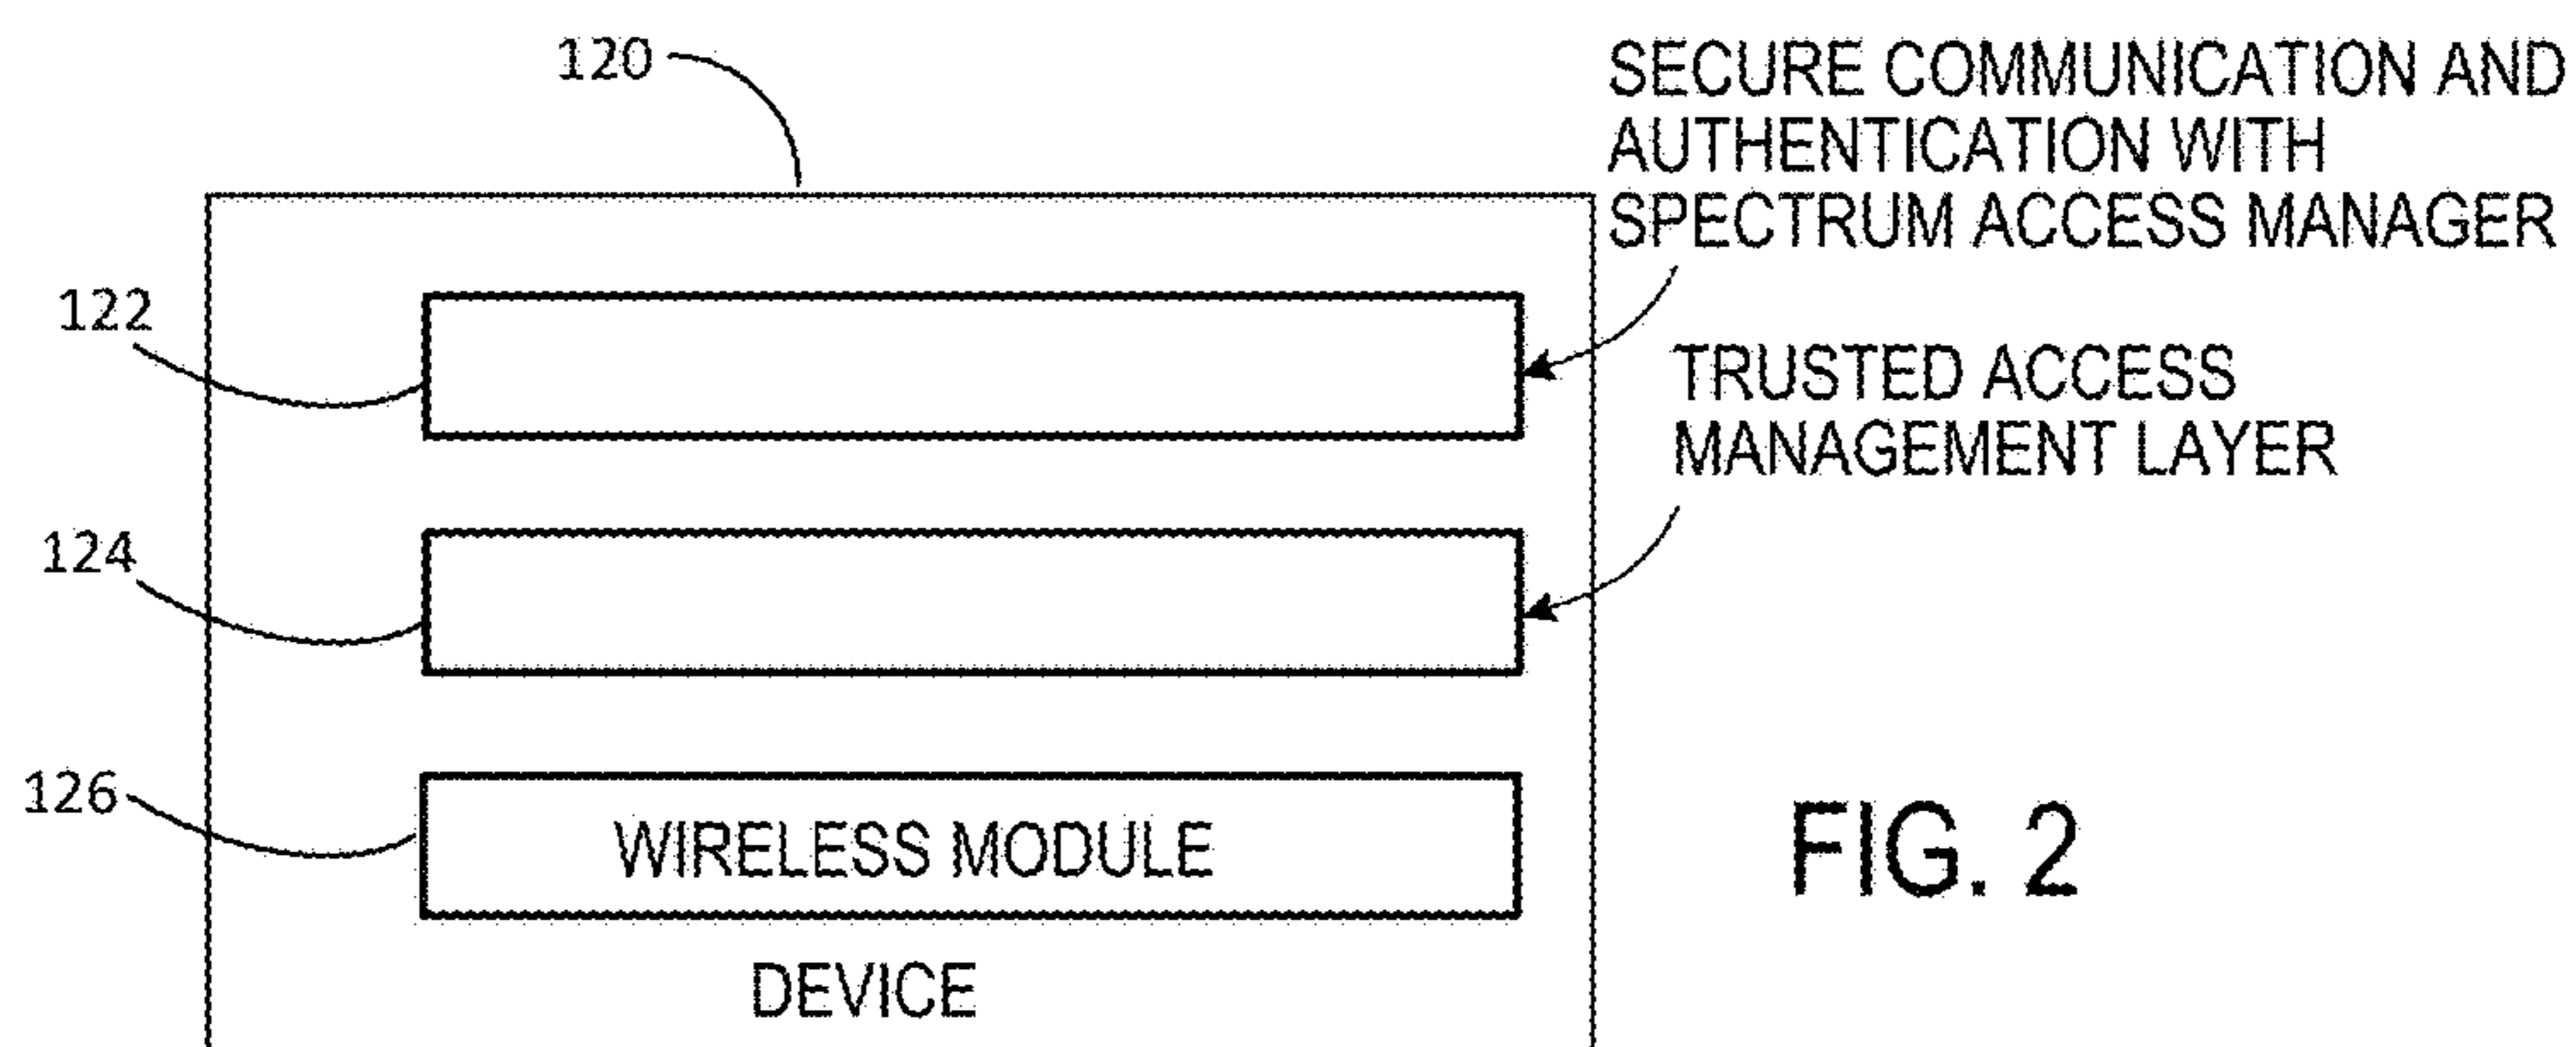 120
SECURE COMMUNICATION AND
AUTHENTICATION WITH
SPECTRUM ACCESS MANAGER
122
TRUSTED ACCESS
MANAGEMENT LAYER
124
126
WIRELESS MODULE
FIG. 2
DEVICE